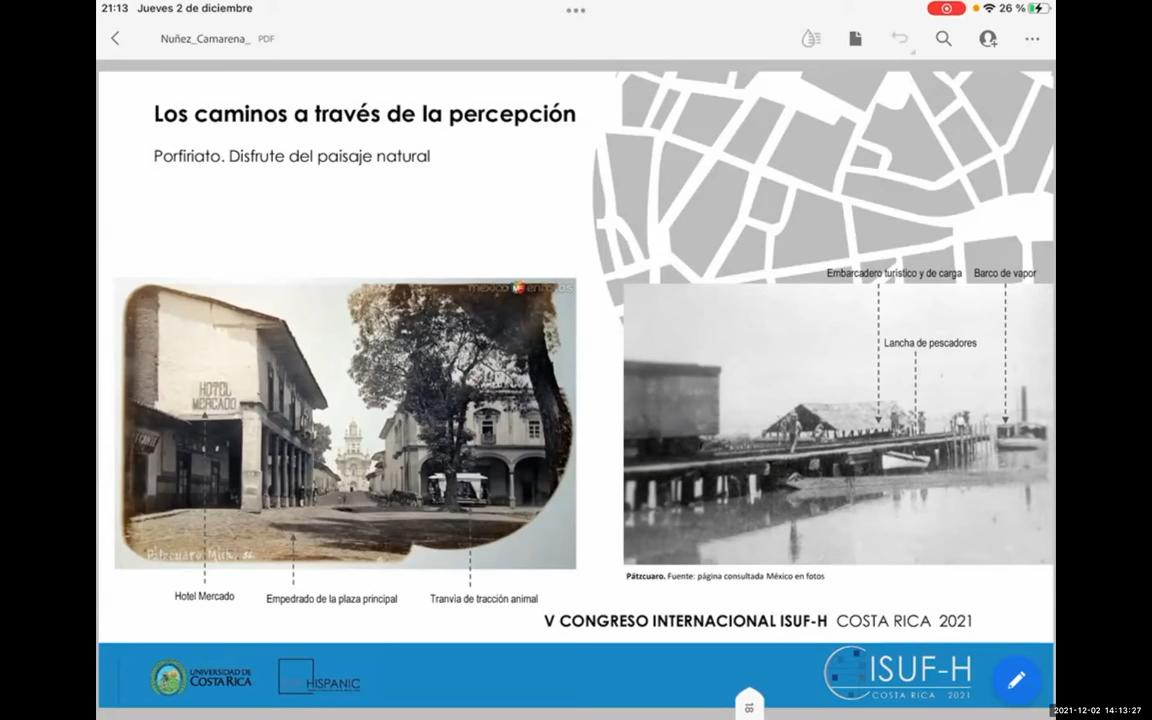 21:13 Jueves 2 de diciembre
26 %
Nuñez_Camarena_ PDF
Los caminos a través de la percepción
Porfiriato. Disfrute del paisaje natural
Embarcadero turístico y de carga Barco de vapor
Lancha de pescadores
HOTEL
MERCADO
Pátzcuaro, Mich.
Pátzcuaro. Fuente: página consultada México en fotos
Hotel Mercado Empedrado de la plaza principal Tranvía de tracción animal
V CONGRESO INTERNACIONAL ISUF-H COSTA RICA 2021
UNIVERSIDAD DE
COSTA RICA
HISPANIC
ISUF-H
COSTA RICA 2021
18
2021-12-02 14:13:27